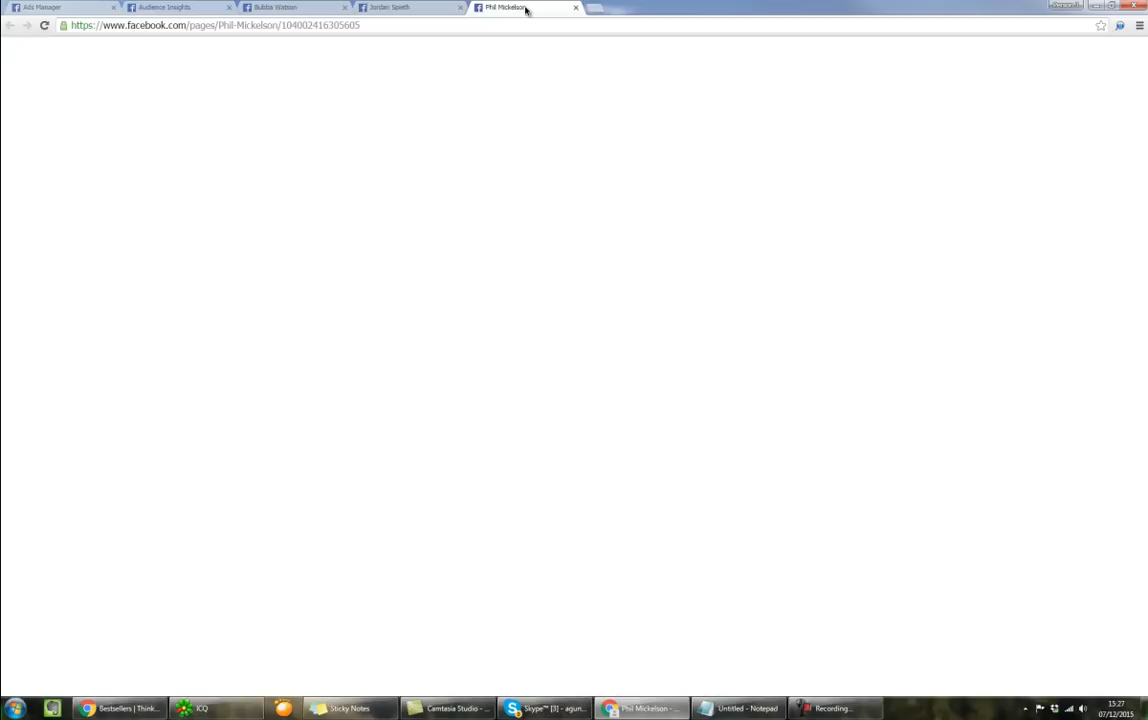 Ads Manager
Audience Insights
Bubba Watson
Jordan Spieth
Phil Mickelson
https://www.facebook.com/pages/Phil-Mickelson/104002416305605
Bestsellers | Think...
ICQ
Sticky Notes
Camtasia Studio - ...
Skype™ [3] - agun...
Phil Mickelson - ...
Untitled - Notepad
Recording...
15:27
07/12/2015